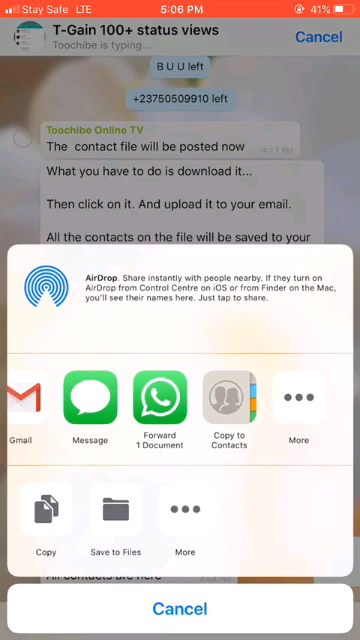 Stay Safe LTE 5:06 PM 41%
T-Gain 100+ status views
Toochibe is typing...
Cancel
B U U left
+23750509910 left
Toochibe Online TV
The contact file will be posted now
4:17 PM
What you have to do is download it...
Then click on it. And upload it to your email.
All the contacts on the file will be saved to your
AirDrop. Share instantly with people nearby. If they turn on
AirDrop from Control Centre on iOS or from Finder on the Mac,
you'll see their names here. Just tap to share.
Gmail
Message
Forward
1 Document
Copy to
Contacts
More
Copy
Save to Files
More
All contacts are here
Cancel